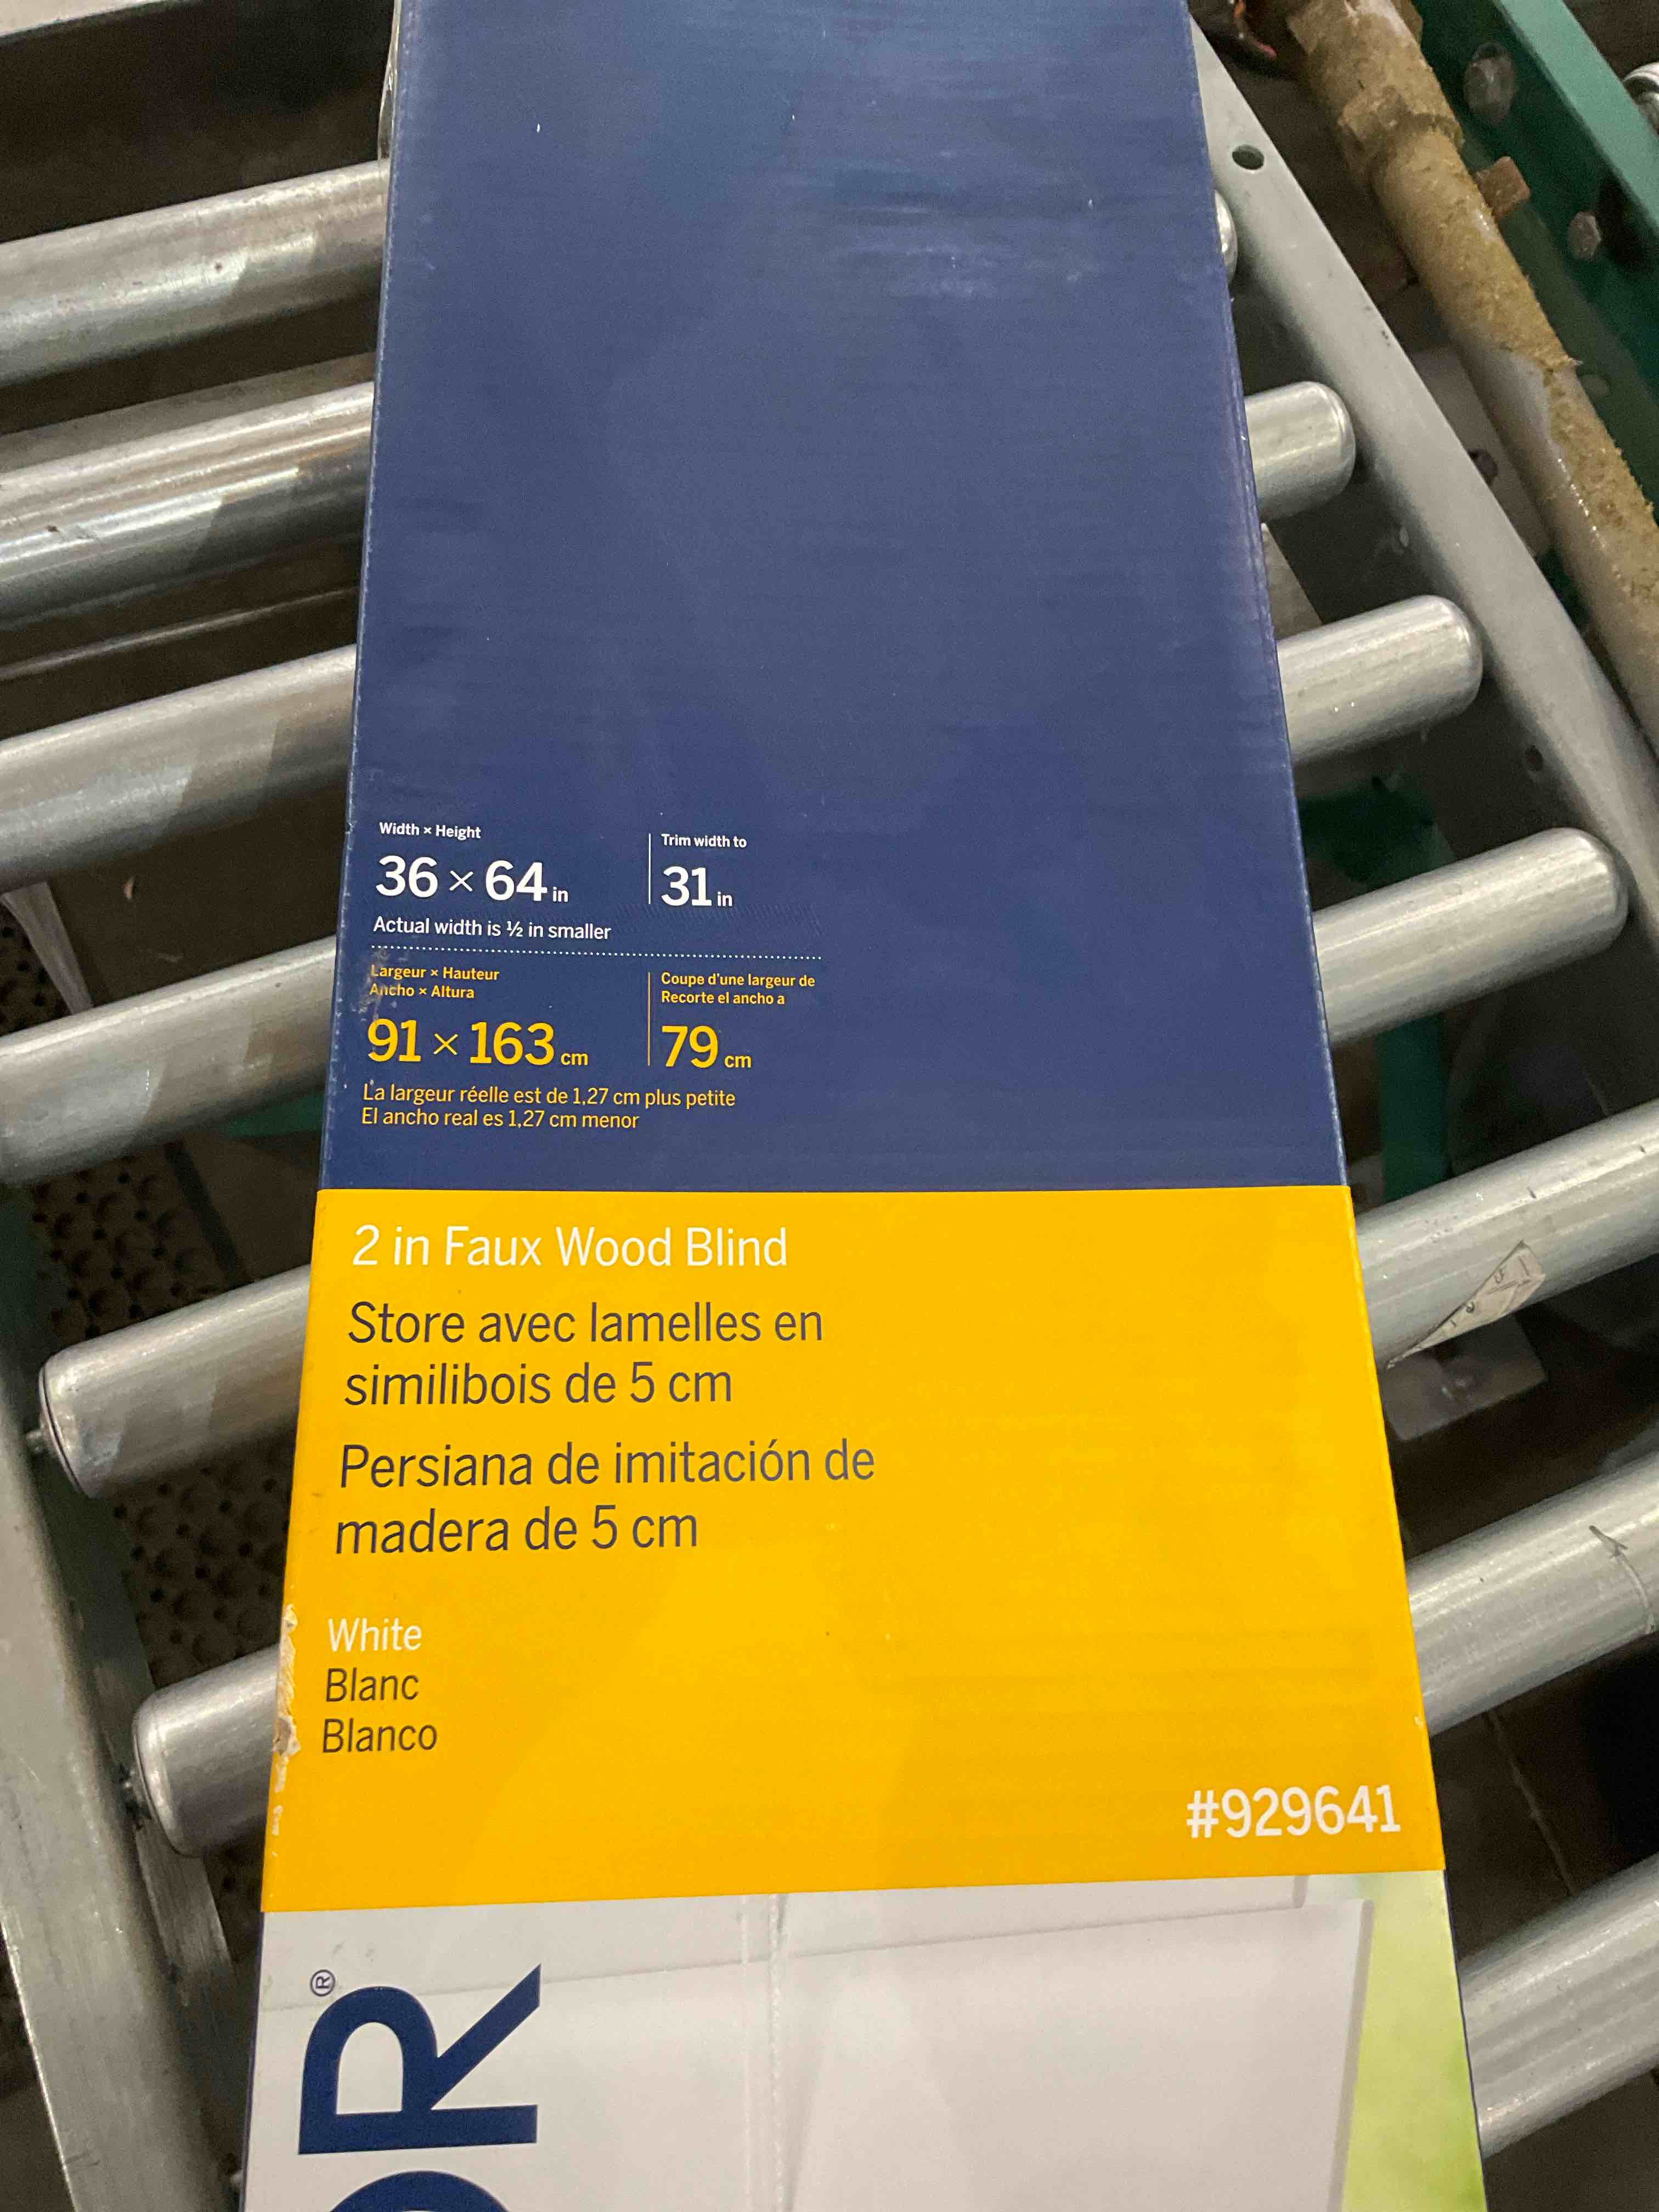 Width × Height
36 × 64 in
Actual width is ½ in smaller
Trim width to
31 in
Largeur × Hauteur
Ancho × Altura
91 × 163 cm
Coupe d'une largeur de
Recorte el ancho a
79 cm
La largeur réelle est de 1,27 cm plus petite
El ancho real es 1,27 cm menor
2 in Faux Wood Blind
Store avec lamelles en
similibois de 5 cm
Persiana de imitación de
madera de 5 cm
White
Blanc
Blanco
#929641
OR®